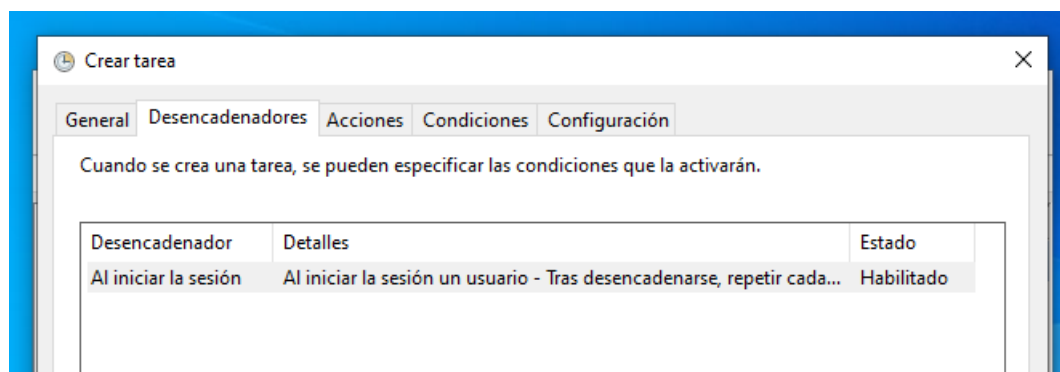 Crear tarea
General Desencadenadores Acciones Condiciones Configuración
Cuando se crea una tarea, se pueden especificar las condiciones que la activarán.
Desencadenador Detalles Estado
Al iniciar la sesión Al iniciar la sesión un usuario - Tras desencadenarse, repetir cada... Habilitado